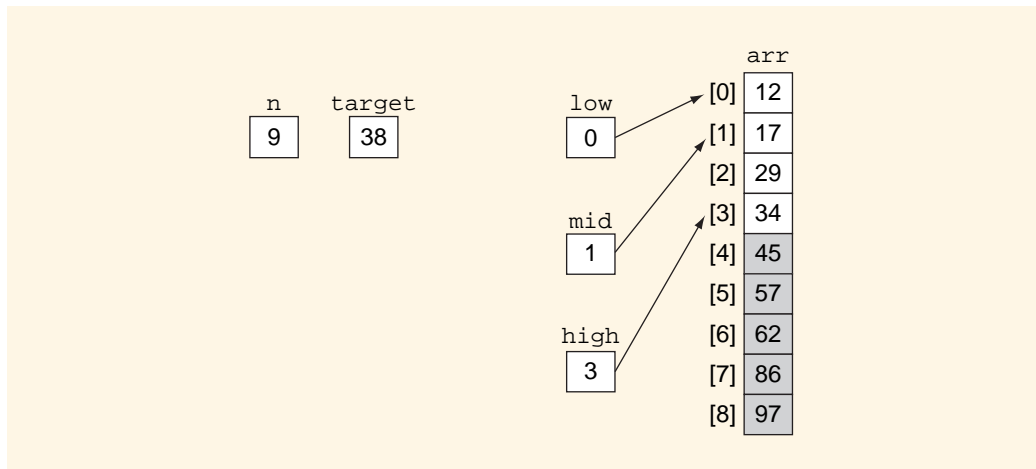 arr
n target low [0] 12
9 38 0 [1] 17
[2] 29
mid [3] 34
1 [4] 45
[5] 57
high [6] 62
3 [7] 86
[8] 97